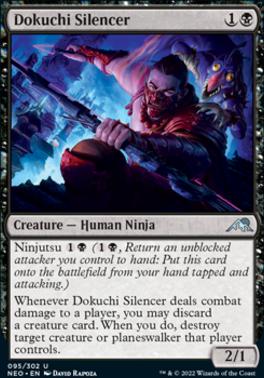 Dokuchi Silencer 1
Creature — Human Ninja
Ninjutsu 1 (1, Return an unblocked
attacker you control to hand: Put this card
onto the battlefield from your hand tapped and
attacking.)
Whenever Dokuchi Silencer deals combat
damage to a player, you may discard
a creature card. When you do, destroy
target creature or planeswalker that player
controls.
2/1
095/302 U
NEO • EN DAVID RAPOZA
™ & © 2022 Wizards of the Coast